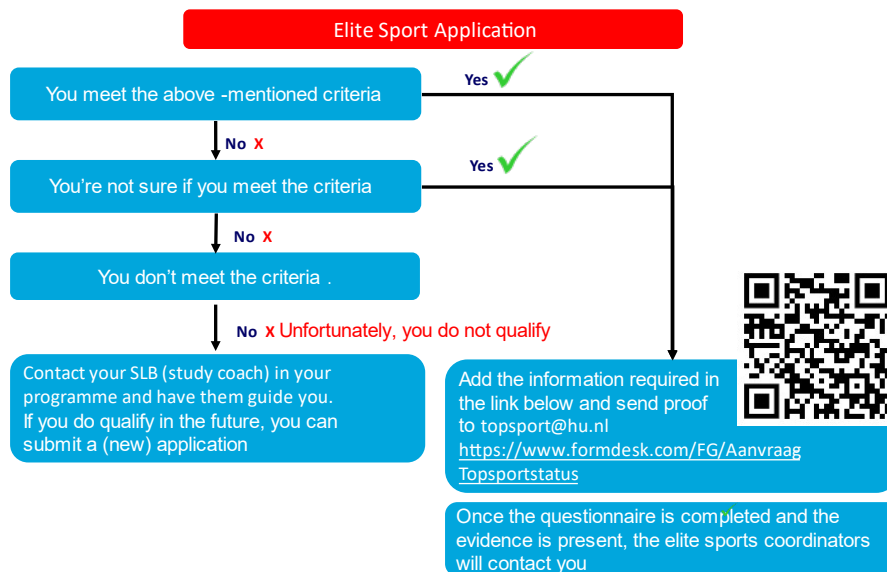 Elite Sport Application
Yes
You meet the above -mentioned criteria
No X
Yes
You're not sure if you meet the criteria
No X
You don't meet the criteria .
No X Unfortunately, you do not qualify
Contact your SLB (study coach) in your
programme and have them guide you.
If you do qualify in the future, you can
submit a (new) application
Add the information required in
the link below and send proof
to topsport@hu.nl
https://www.formdesk.com/FG/Aanvraag
Topsportstatus
Once the questionnaire is completed and the
evidence is present, the elite sports coordinators
will contact you